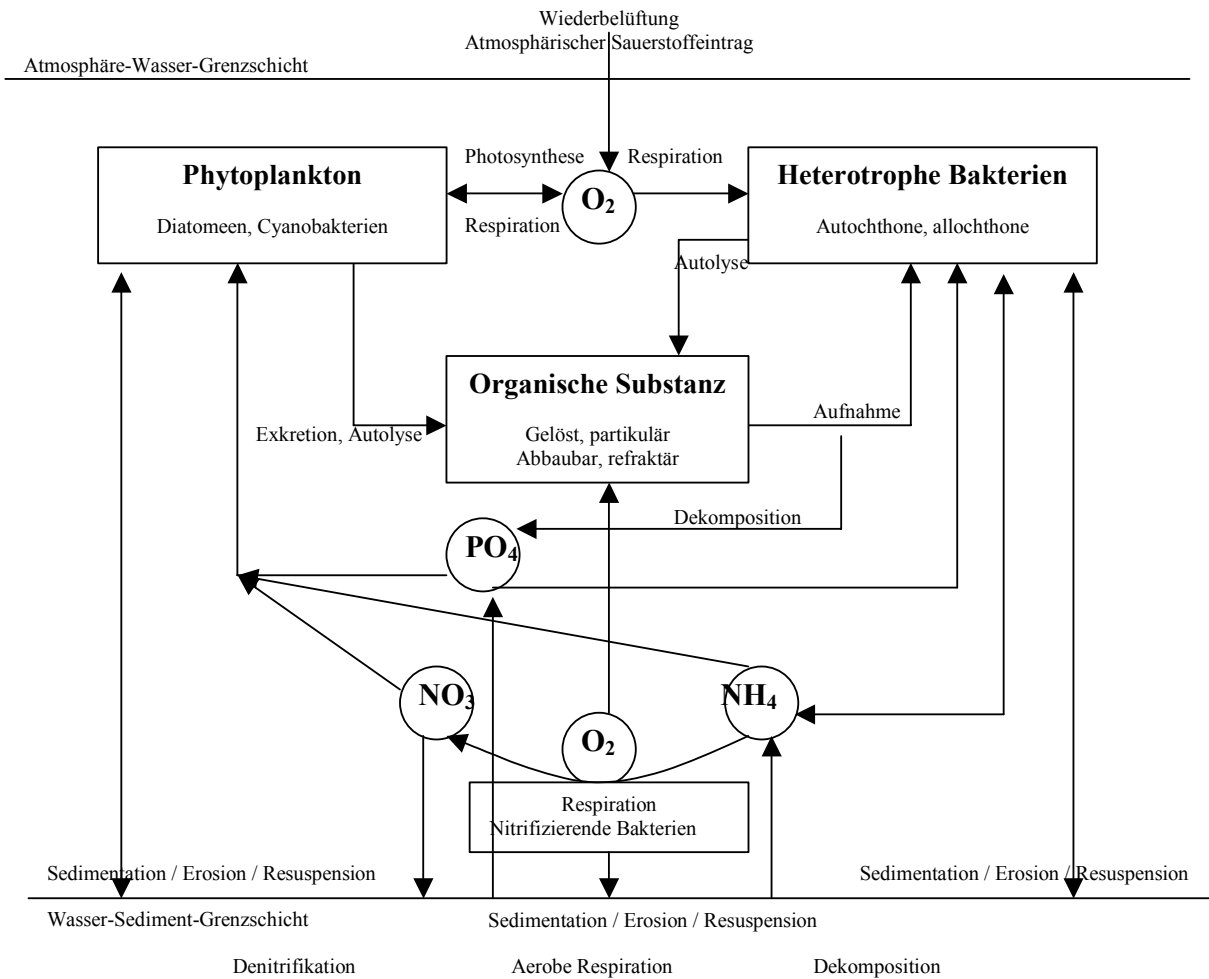 Wiederbelüftung
Atmosphärischer Sauerstoffeintrag
Atmosphäre-Wasser-Grenzschicht
Phytoplankton
Diatomeen, Cyanobakterien
Photosynthese
Respiration
O₂
Respiration
Heterotrophe Bakterien
Autochthone, allochthone
Autolyse
Organische Substanz
Gelöst, partikulär
Abbaubar, refraktär
Exkretion, Autolyse
Aufnahme
Dekomposition
PO₄
NO₃
O₂
NH₄
Respiration
Nitrifizierende Bakterien
Sedimentation / Erosion / Resuspension
Sedimentation / Erosion / Resuspension
Wasser-Sediment-Grenzschicht
Sedimentation / Erosion / Resuspension
Denitrifikation
Aerobe Respiration
Dekomposition